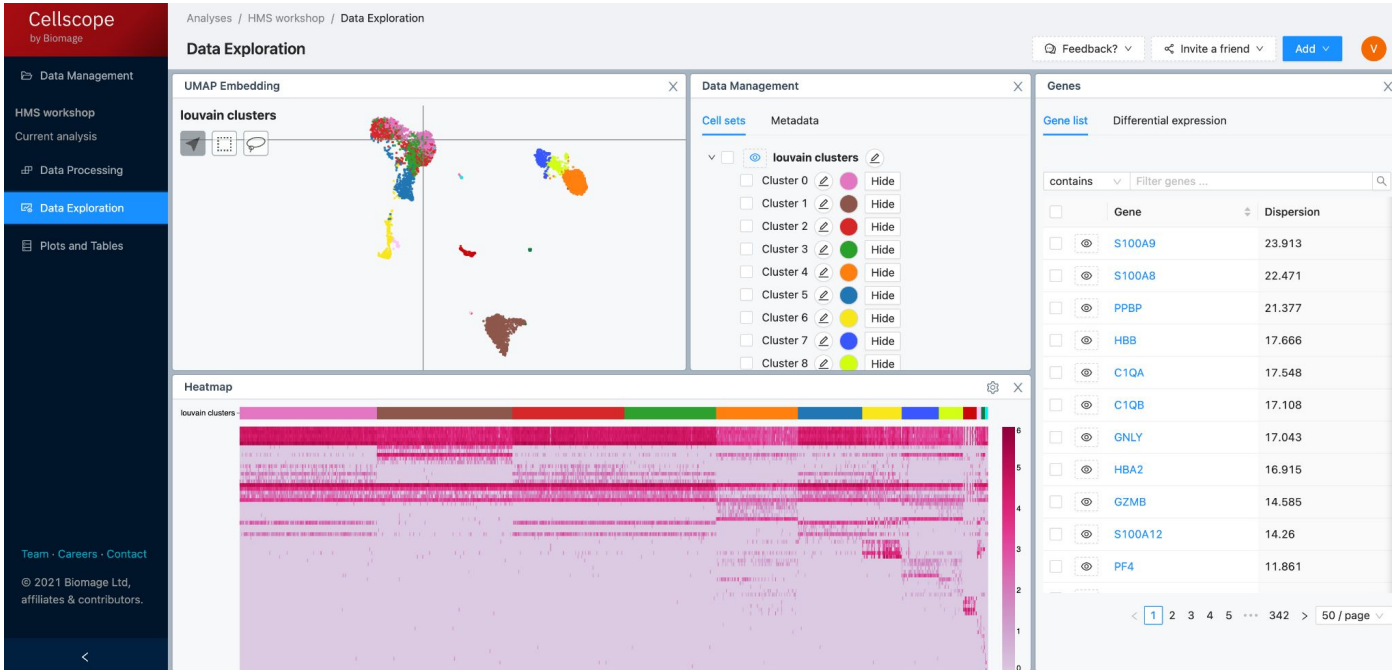 Cellscope
by Biomage
Data Management
HMS workshop
Current analysis
Data Processing
Data Exploration
Plots and Tables
Team · Careers · Contact
© 2021 Biomage Ltd,
affiliates & contributors.
Analyses / HMS workshop / Data Exploration
Data Exploration
Feedback?
Invite a friend
Add
V
UMAP Embedding
louvain clusters
Data Management
Cell sets Metadata
louvain clusters
Cluster 0 Hide
Cluster 1 Hide
Cluster 2 Hide
Cluster 3 Hide
Cluster 4 Hide
Cluster 5 Hide
Cluster 6 Hide
Cluster 7 Hide
Cluster 8 Hide
Heatmap
louvain clusters
6
5
4
3
2
1
0
Genes
Gene list Differential expression
contains Filter genes ...
Gene Dispersion
S100A9 23.913
S100A8 22.471
PPBP 21.377
HBB 17.666
C1QA 17.548
C1QB 17.108
GNLY 17.043
HBA2 16.915
GZMB 14.585
S100A12 14.26
PF4 11.861
< 1 2 3 4 5 ••• 342 > 50 / page